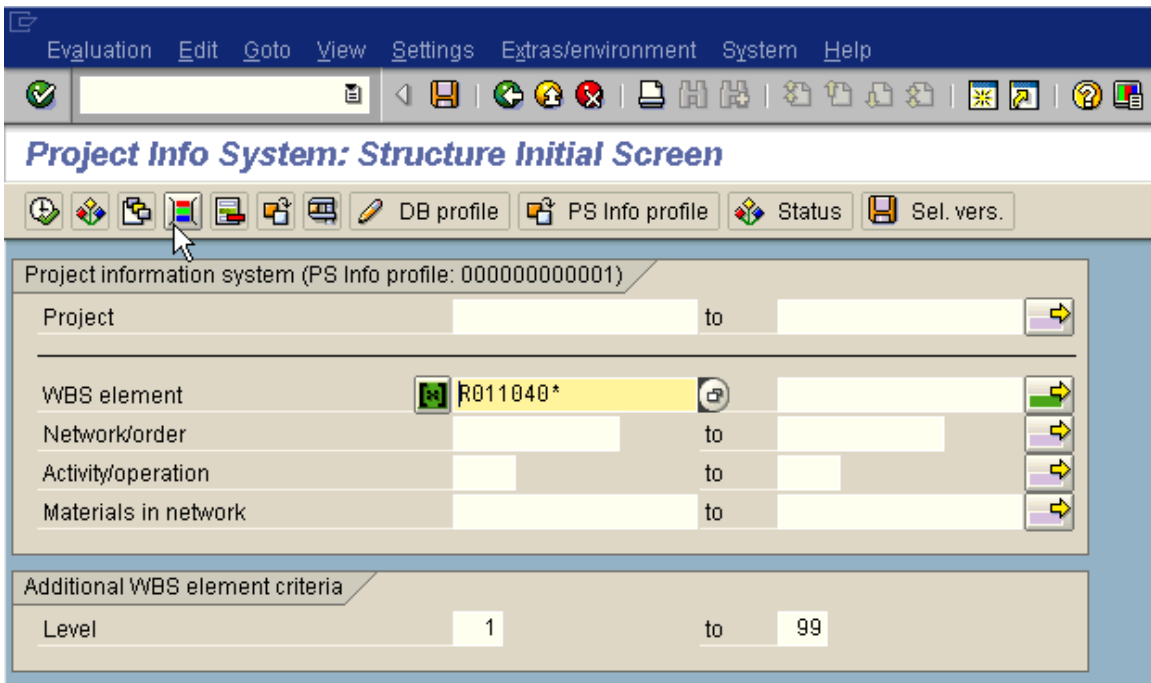 Evaluation Edit Goto View Settings Extras/environment System Help
Project Info System: Structure Initial Screen
DB profile PS Info profile Status Sel. vers.
Project information system (PS Info profile: 000000000001)
Project to
WBS element R011040*
Network/order to
Activity/operation to
Materials in network to
Additional WBS element criteria
Level 1 to 99